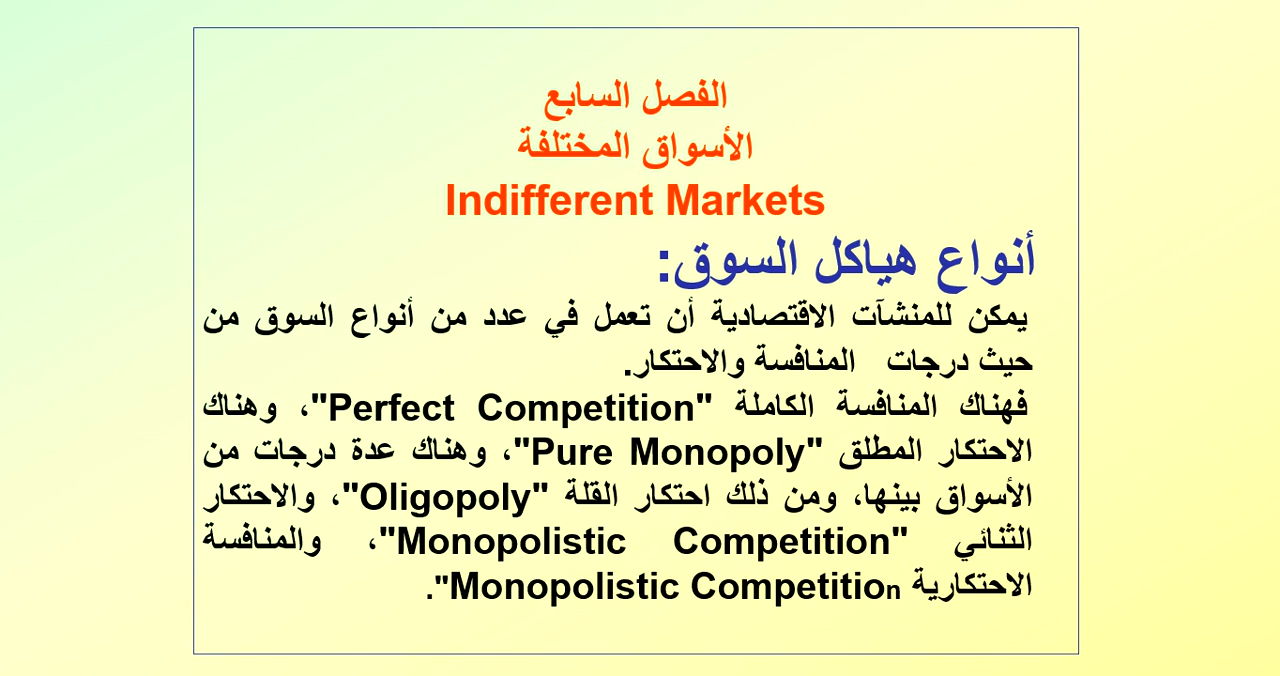 الفصل السابع
الأسواق المختلفة
Indifferent Markets
أنواع هياكل السوق:
يمكن للمنشآت الاقتصادية أن تعمل في عدد من أنواع السوق من
حيث درجات المنافسة والاحتكار.
فهناك المنافسة الكاملة "Perfect Competition"، وهناك
الاحتكار المطلق "Pure Monopoly"، وهناك عدة درجات من
الأسواق بينها، ومن ذلك احتكار القلة "Oligopoly"، والاحتكار
الثنائي "Monopolistic Competition"، والمنافسة
الاحتكارية Monopolistic Competition".